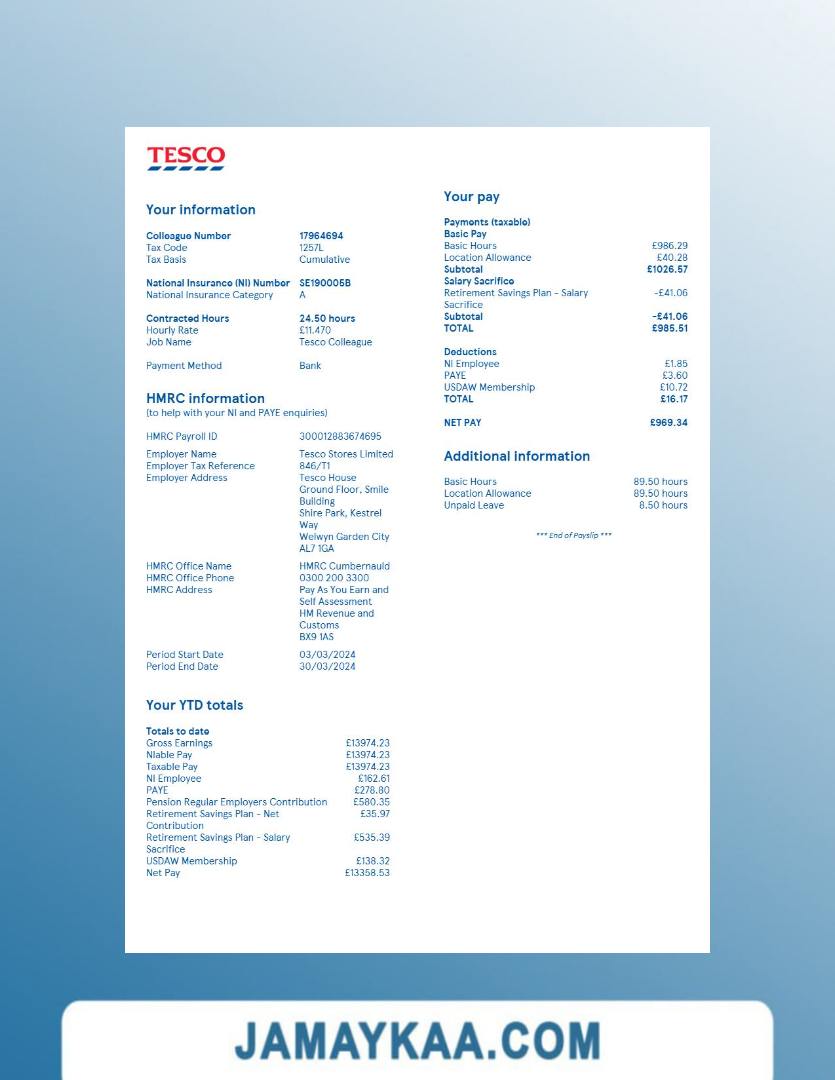 TESCO
Your information
Colleague Number 17964694
Tax Code 1257L
Tax Basis Cumulative
National Insurance (NI) Number SE190005B
National Insurance Category A
Contracted Hours 24.50 hours
Hourly Rate £11.470
Job Name Tesco Colleague
Payment Method Bank
HMRC information
(to help with your NI and PAYE enquiries)
HMRC Payroll ID 300012883674695
Employer Name Tesco Stores Limited
Employer Tax Reference 846/T1
Employer Address Tesco House
Ground Floor, Smile
Building
Shire Park, Kestrel
Way
Welwyn Garden City
AL7 1GA
HMRC Office Name HMRC Cumbernauld
HMRC Office Phone 0300 200 3300
HMRC Address Pay As You Earn and
Self Assessment
HM Revenue and
Customs
BX9 1AS
Period Start Date 03/03/2024
Period End Date 30/03/2024
Your YTD totals
Totals to date
Gross Earnings £13974.23
NIable Pay £13974.23
Taxable Pay £13974.23
NI Employee £162.61
PAYE £278.80
Pension Regular Employers Contribution £580.35
Retirement Savings Plan - Net £35.97
Contribution
Retirement Savings Plan - Salary £535.39
Sacrifice
USDAW Membership £138.32
Net Pay £13358.53
Your pay
Payments (taxable)
Basic Pay
Basic Hours £986.29
Location Allowance £40.28
Subtotal £1026.57
Salary Sacrifice
Retirement Savings Plan - Salary -£41.06
Sacrifice
Subtotal -£41.06
TOTAL £985.51
Deductions
NI Employee £1.85
PAYE £3.60
USDAW Membership £10.72
TOTAL £16.17
NET PAY £969.34
Additional information
Basic Hours 89.50 hours
Location Allowance 89.50 hours
Unpaid Leave 8.50 hours
*** End of Payslip ***
JAMAYKAA.COM